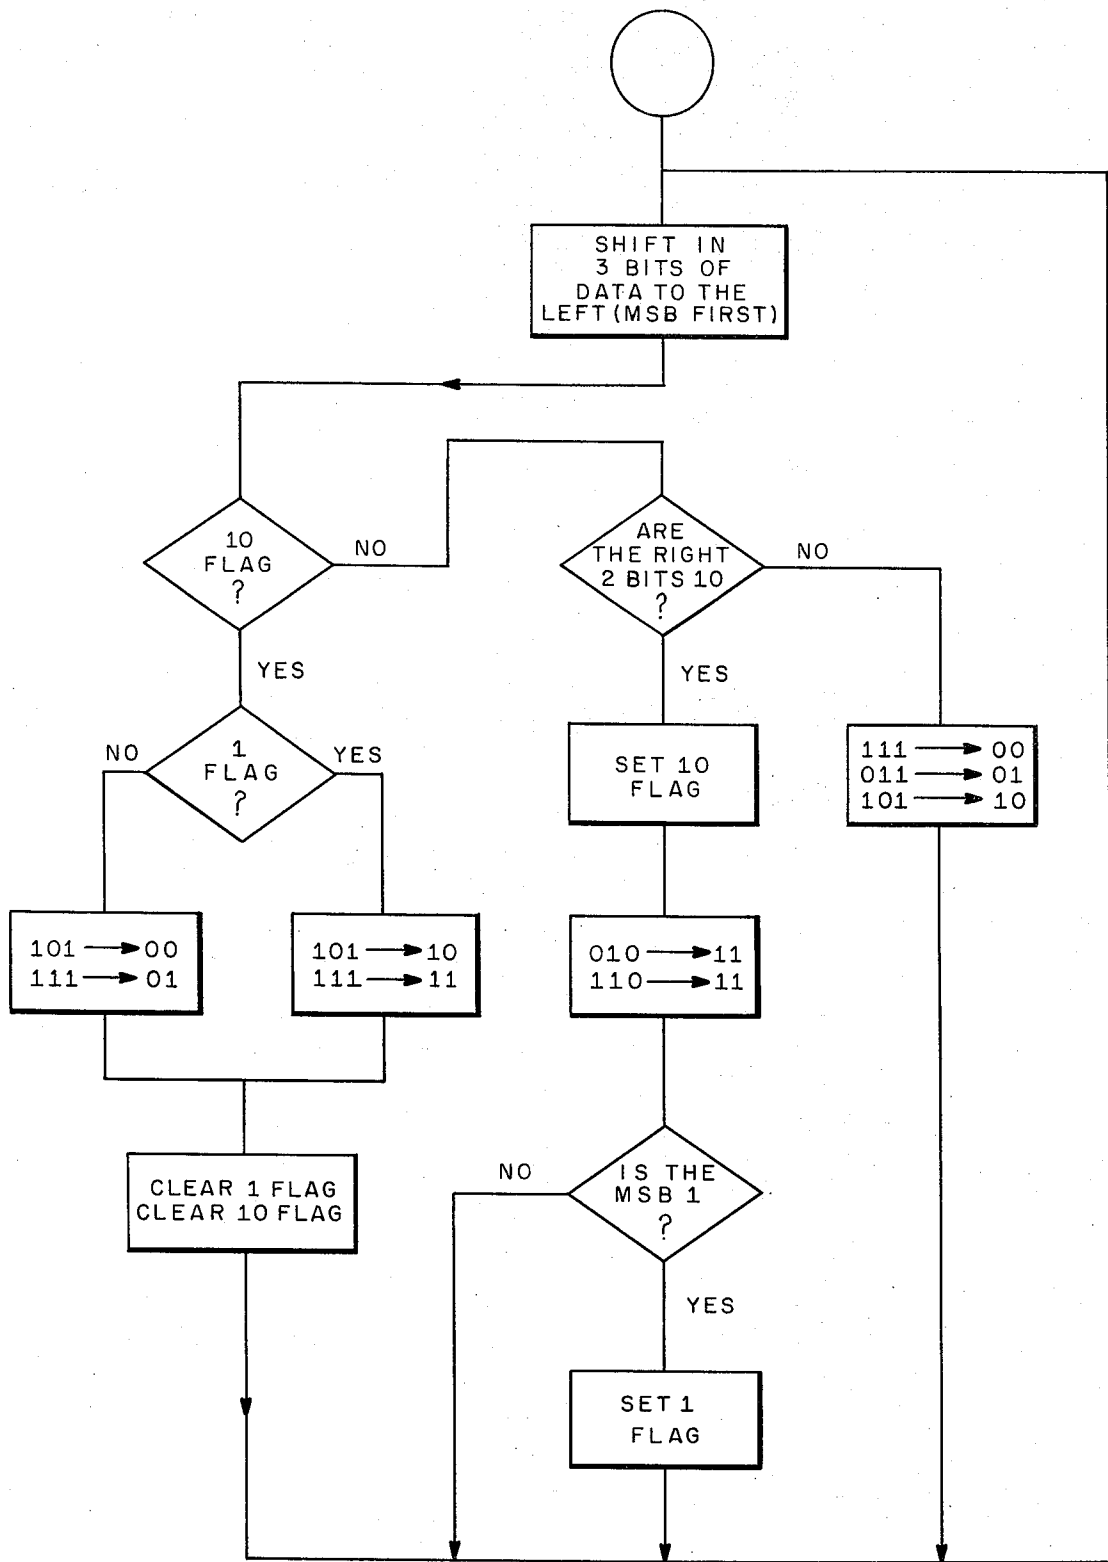 SHIFT IN
3 BITS OF
DATA TO THE
LEFT (MSB FIRST)
10
FLAG
?
NO
YES
ARE
THE RIGHT
2 BITS 10
?
NO
YES
1
FLAG
?
NO
YES
SET 10
FLAG
111 → 00
011 → 01
101 → 10
101 → 00
111 → 01
101 → 10
111 → 11
010 → 11
110 → 11
CLEAR 1 FLAG
CLEAR 10 FLAG
IS THE
MSB 1
?
NO
YES
SET 1
FLAG